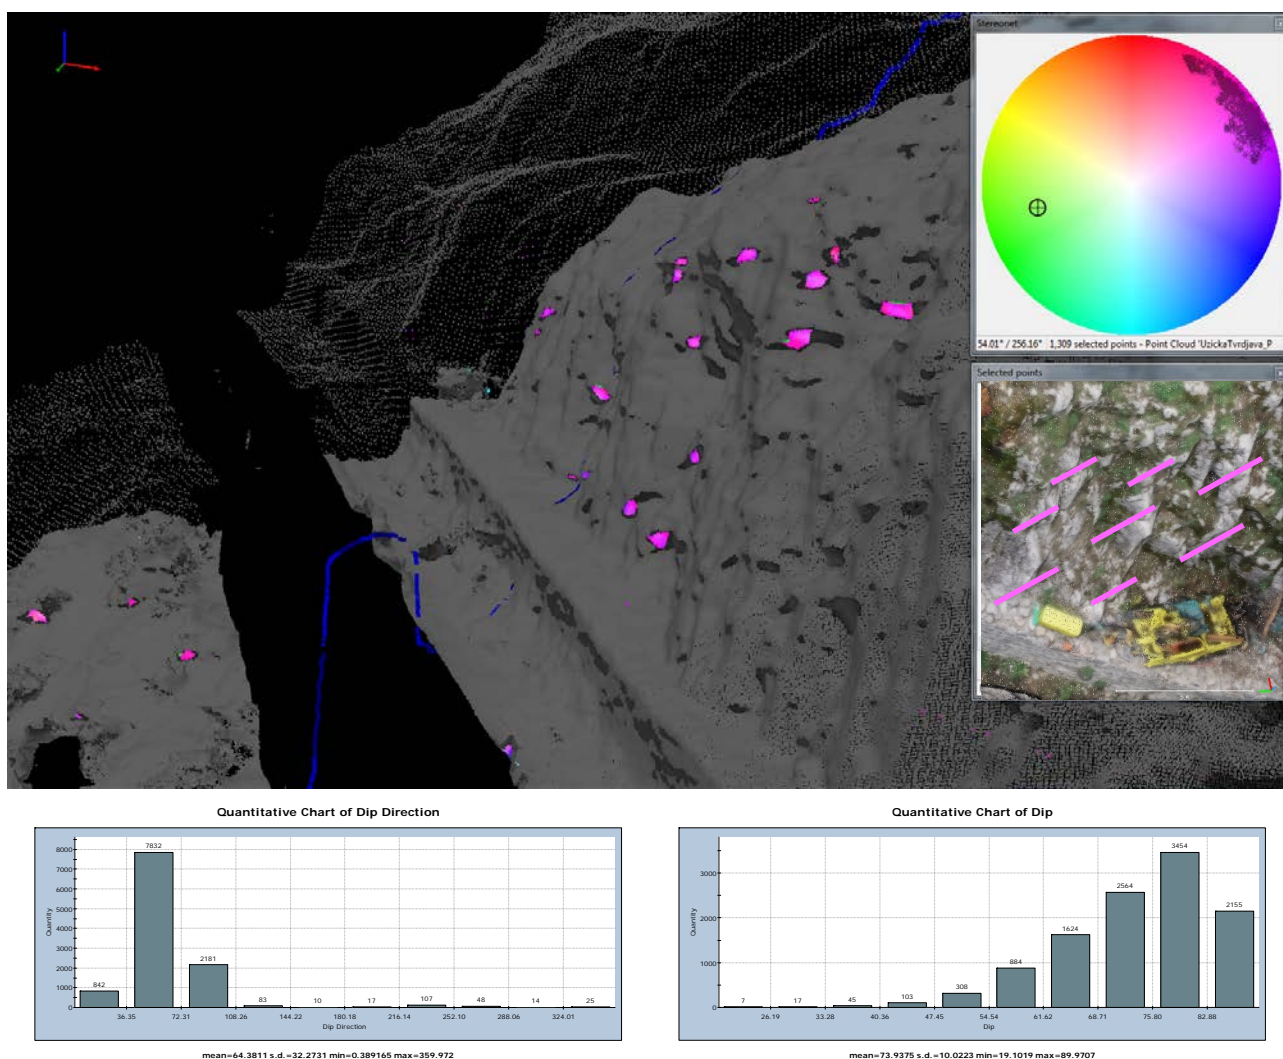 Stereonet
54.01° / 256.16° 1,309 selected points - Point Cloud 'UzickaTvrdjava_P
Selected points
Quantitative Chart of Dip Direction
Quantity
8000
7000
6000
5000
4000
3000
2000
1000
0
842
7832
2181
83
10
17
107
48
14
25
36.35 72.31 108.26 144.22 180.18 216.14 252.10 288.06 324.01
Dip Direction
mean=64.3811 s.d.=32.2731 min=0.389165 max=359.972
Quantitative Chart of Dip
Quantity
3000
2000
1000
0
7
17
45
103
308
884
1624
2564
3454
2155
26.19 33.28 40.36 47.45 54.54 61.62 68.71 75.80 82.88
Dip
mean=73.9375 s.d.=10.0223 min=19.1019 max=89.9707